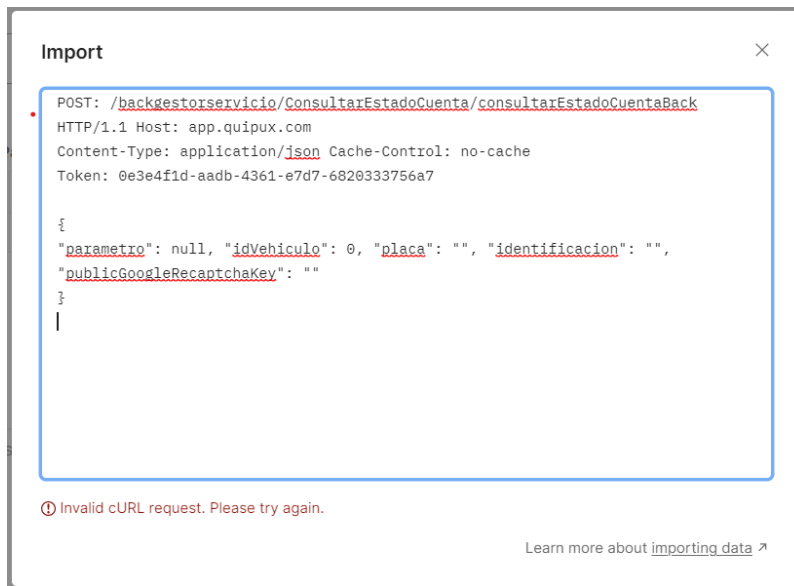 Import
POST: /backgestorservicio/ConsultarEstadoCuenta/consultarEstadoCuentaBack
HTTP/1.1 Host: app.quipux.com
Content-Type: application/json Cache-Control: no-cache
Token: 0e3e4f1d-aadb-4361-e7d7-6820333756a7
{
"parametro": null, "idVehiculo": 0, "placa": "", "identificacion": "",
"publicGoogleRecaptchaKey": ""
}
Invalid cURL request. Please try again.
Learn more about importing data ↗